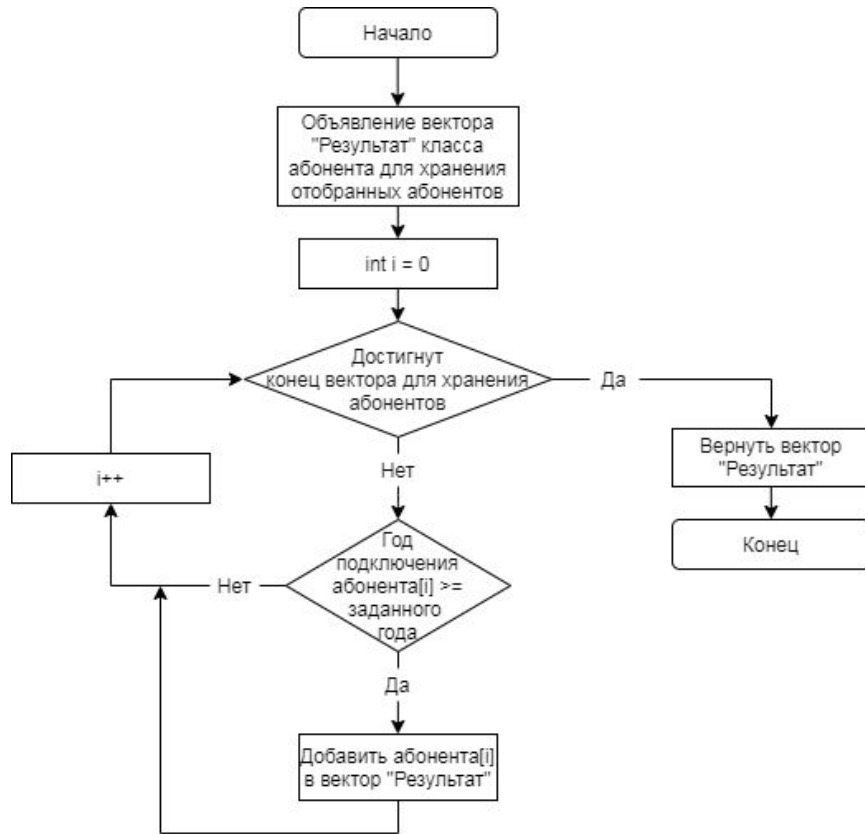 Начало
Объявление вектора
"Результат" класса
абонента для хранения
отобранных абонентов
int i = 0
Достигнут
конец вектора для хранения
абонентов
Да
Вернуть вектор
"Результат"
Конец
i++
Нет
Год
подключения
абонента[i] >=
заданного
года
Нет
Да
Добавить абонента[i]
в вектор "Результат"